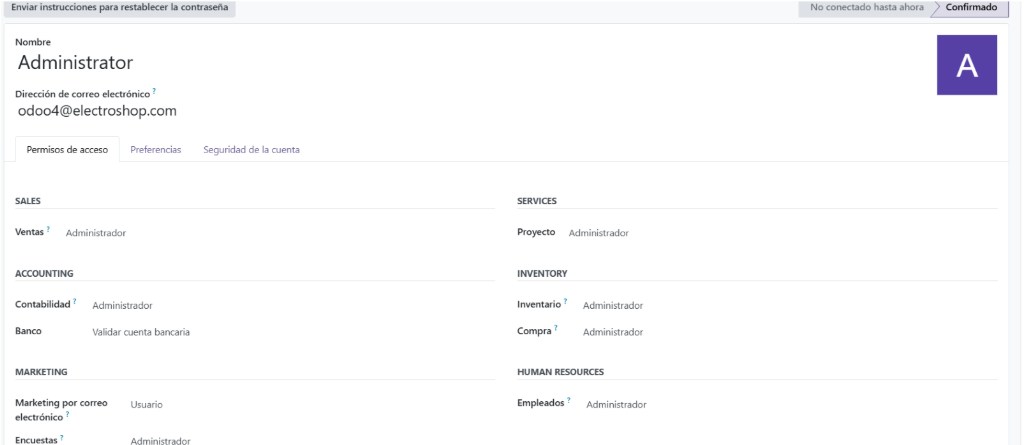 Enviar instrucciones para restablecer la contraseña
No conectado hasta ahora
Confirmado
Nombre
Administrator
A
Dirección de correo electrónico ?
odoo4@electroshop.com
Permisos de acceso
Preferencias
Seguridad de la cuenta
SALES
Ventas ? Administrador
SERVICES
Proyecto Administrador
ACCOUNTING
Contabilidad ? Administrador
Banco Validar cuenta bancaria
INVENTORY
Inventario ? Administrador
Compra ? Administrador
MARKETING
Marketing por correo
electrónico ? Usuario
Encuestas ? Administrador
HUMAN RESOURCES
Empleados ? Administrador